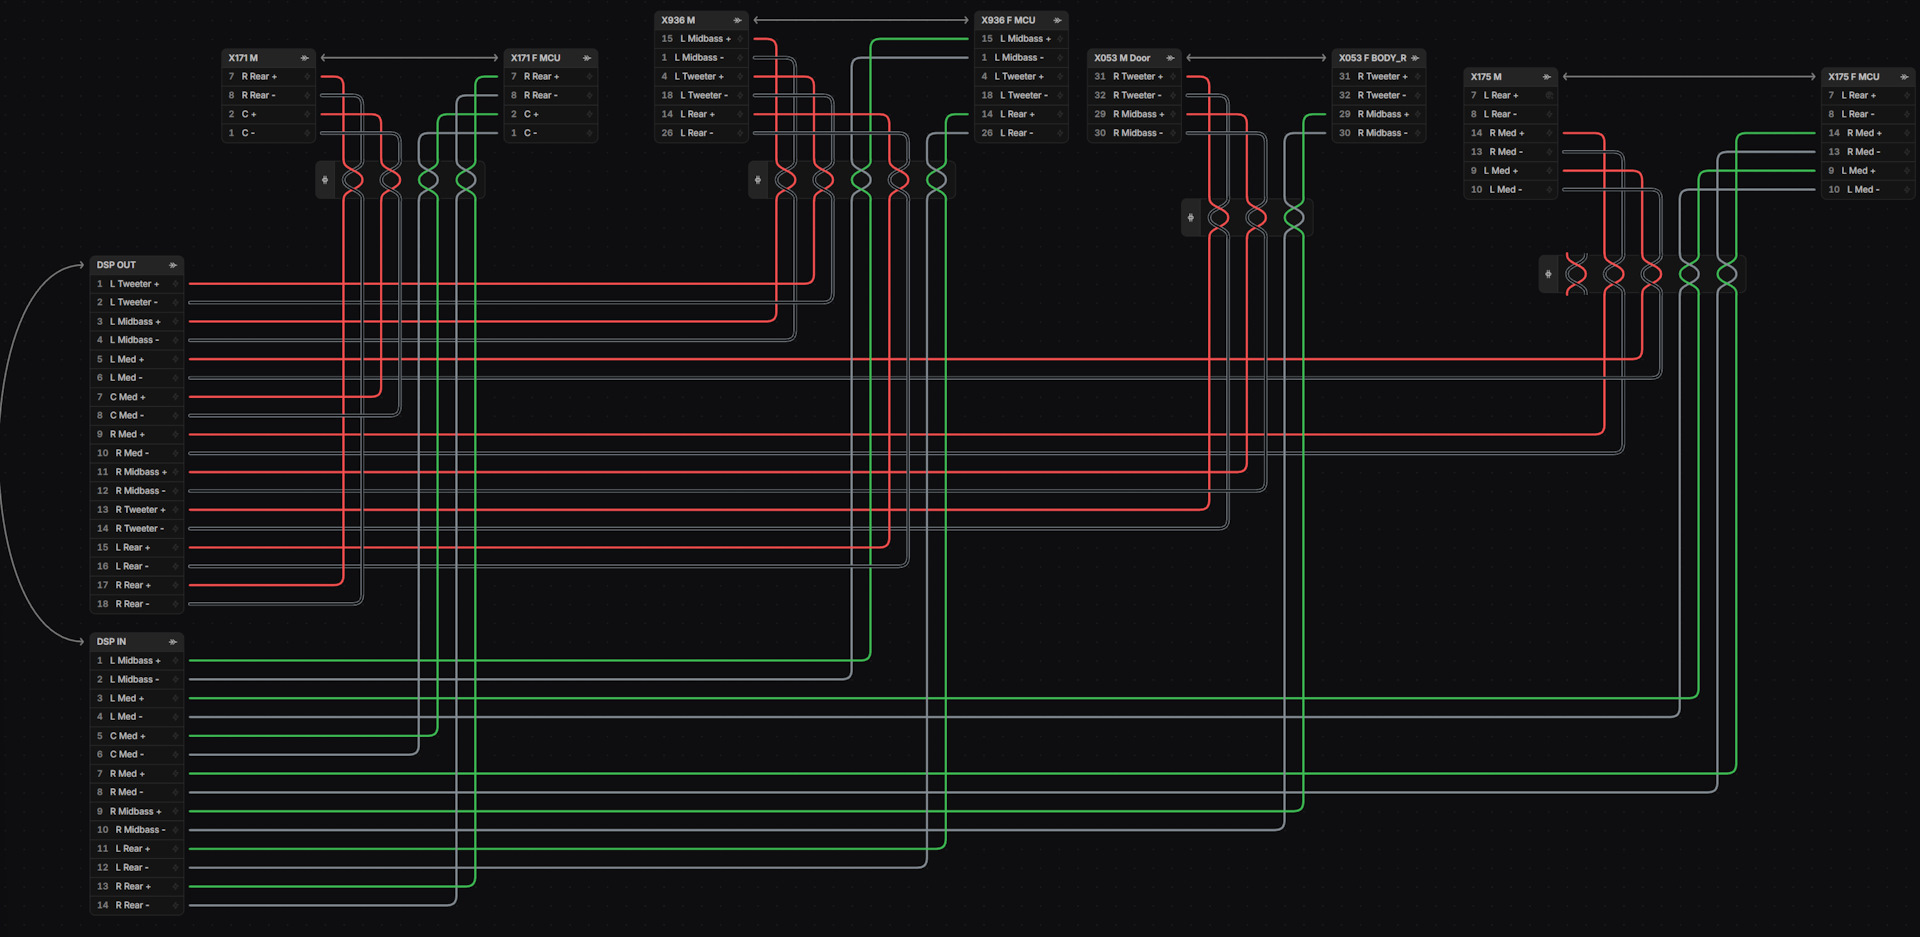 X171 M
7 R Rear +
8 R Rear -
2 C +
1 C -
X171 F MCU
7 R Rear +
8 R Rear -
2 C +
1 C -
X936 M
15 L Midbass +
1 L Midbass -
4 L Tweeter +
18 L Tweeter -
14 L Rear +
26 L Rear -
X936 F MCU
15 L Midbass +
1 L Midbass -
4 L Tweeter +
18 L Tweeter -
14 L Rear +
26 L Rear -
X053 M Door
31 R Tweeter +
32 R Tweeter -
29 R Midbass +
30 R Midbass -
X053 F BODY_R
31 R Tweeter +
32 R Tweeter -
29 R Midbass +
30 R Midbass -
X175 M
7 L Rear +
8 L Rear -
14 R Med +
13 R Med -
9 L Med +
10 L Med -
X175 F MCU
7 L Rear +
8 L Rear -
14 R Med +
13 R Med -
9 L Med +
10 L Med -
DSP OUT
1 L Tweeter +
2 L Tweeter -
3 L Midbass +
4 L Midbass -
5 L Med +
6 L Med -
7 C Med +
8 C Med -
9 R Med +
10 R Med -
11 R Midbass +
12 R Midbass -
13 R Tweeter +
14 R Tweeter -
15 L Rear +
16 L Rear -
17 R Rear +
18 R Rear -
DSP IN
1 L Midbass +
2 L Midbass -
3 L Med +
4 L Med -
5 C Med +
6 C Med -
7 R Med +
8 R Med -
9 R Midbass +
10 R Midbass -
11 L Rear +
12 L Rear -
13 R Rear +
14 R Rear -